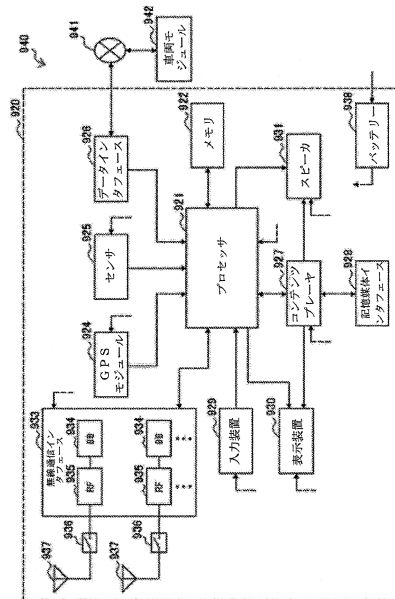 940
941
942
車両モ
ジュール
920
926
データイン
タフェース
922
メモリ
931
スピーカ
938
バッテリー
925
センサ
921
プロセッサ
927
コンテンツ
プレーヤ
928
記憶媒体イ
ンタフェース
924
GPS
モジュール
929
入力装置
930
表示装置
933
無線通信イン
タフェース
934
BB
935
RF
936
937
934
BB
935
RF
936
937